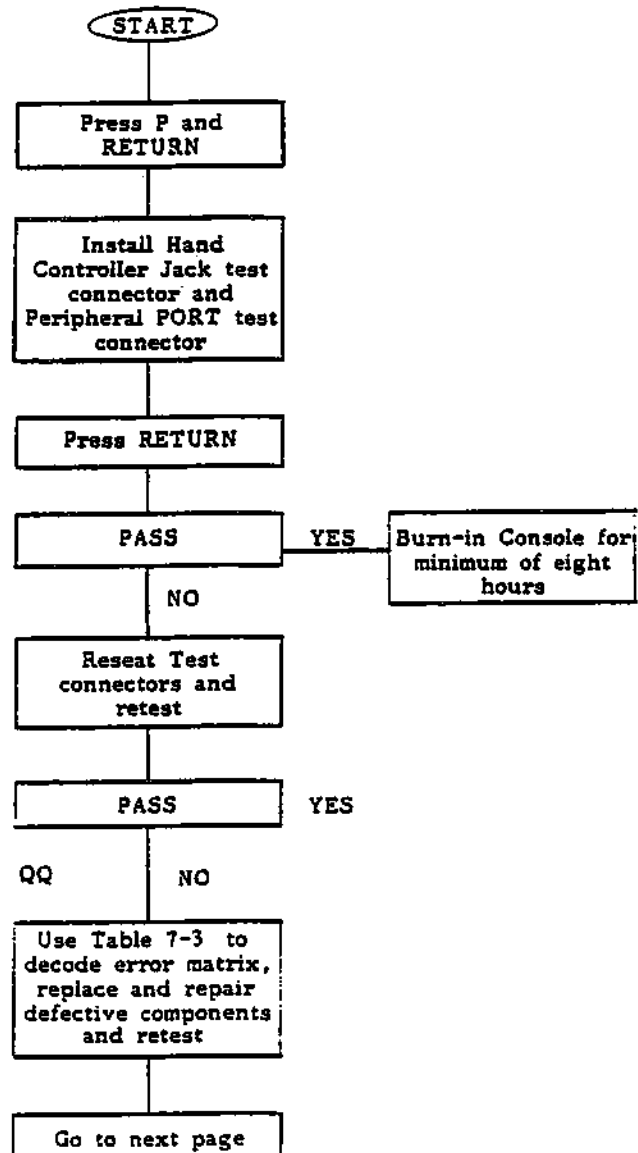 START
Press P and
RETURN
Install Hand
Controller Jack test
connector and
Peripheral PORT test
connector
Press RETURN
PASS
YES
Burn-in Console for
minimum of eight
hours
NO
Reseat Test
connectors and
retest
PASS
YES
QQ
NO
Use Table 7-3 to
decode error matrix,
replace and repair
defective components
and retest
Go to next page